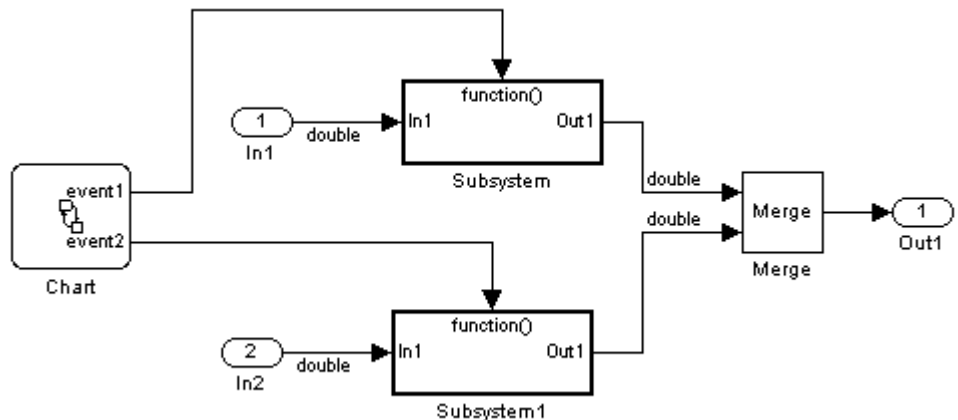 function()
1
In1
Out1
double
In1
Subsystem
event1
event2
Chart
double
double
Merge
Merge
1
Out1
function()
2
In1
Out1
double
In2
Subsystem1